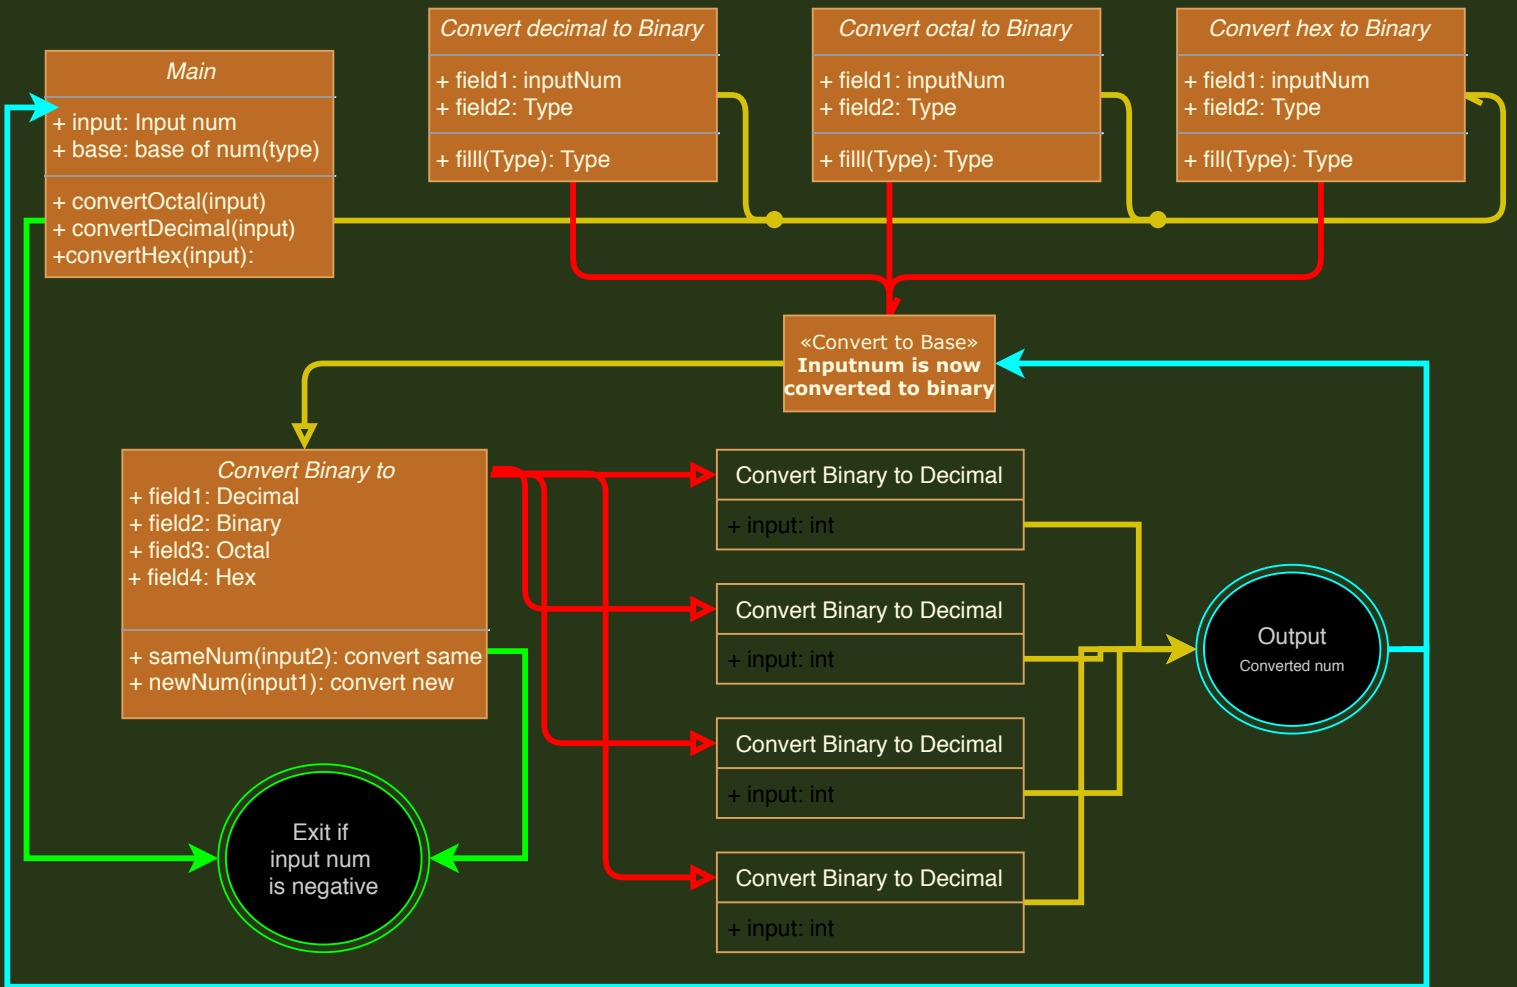 Main
+ input: Input num
+ base: base of num(type)
+ convertOctal(input)
+ convertDecimal(input)
+convertHex(input):
Convert decimal to Binary
+ field1: inputNum
+ field2: Type
+ filll(Type): Type
Convert octal to Binary
+ field1: inputNum
+ field2: Type
+ filll(Type): Type
Convert hex to Binary
+ field1: inputNum
+ field2: Type
+ fill(Type): Type
«Convert to Base»
Inputnum is now
converted to binary
Convert Binary to
+ field1: Decimal
+ field2: Binary
+ field3: Octal
+ field4: Hex
+ sameNum(input2): convert same
+ newNum(input1): convert new
Convert Binary to Decimal
+ input: int
Convert Binary to Decimal
+ input: int
Convert Binary to Decimal
+ input: int
Convert Binary to Decimal
+ input: int
Output
Converted num
Exit if
input num
is negative